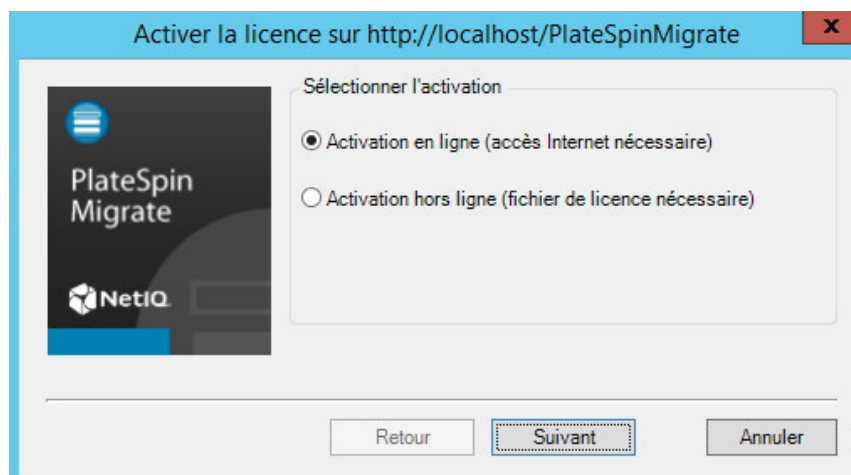 Activer la licence sur http://localhost/PlateSpinMigrate
x
Sélectionner l'activation
Activation en ligne (accès Internet nécessaire)
Activation hors ligne (fichier de licence nécessaire)
PlateSpin
Migrate
NetIQ
Retour
Suivant
Annuler